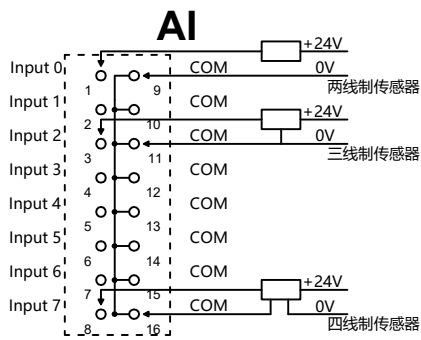 AI
+24V
Input 0 COM 0V
1 9 两线制传感器
Input 1 COM
+24V
2 10
Input 2 COM 0V
3 11 三线制传感器
Input 3 COM
4 12
Input 4 COM
5 13
Input 5 COM
6 14
Input 6 COM
+24V
7 15
Input 7 COM 0V
8 16 四线制传感器